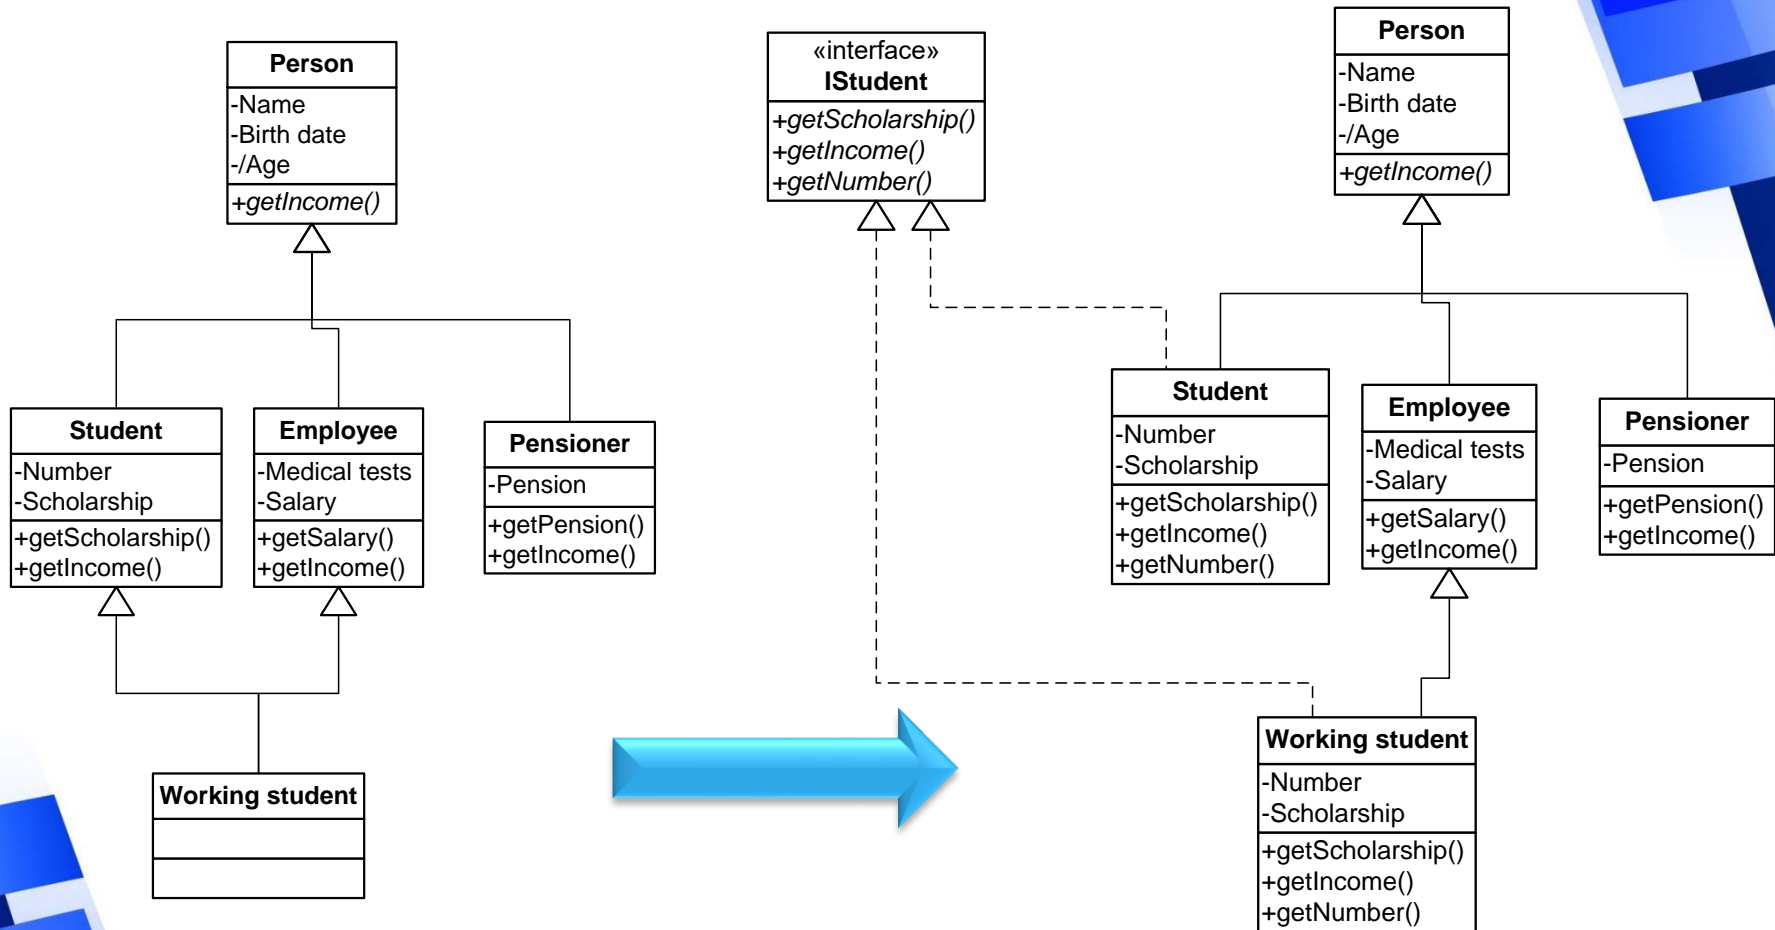 Person
-Name
-Birth date
-/Age
+getIncome()
Student
-Number
-Scholarship
+getScholarship()
+getIncome()
Employee
-Medical tests
-Salary
+getSalary()
+getIncome()
Pensioner
-Pension
+getPension()
+getIncome()
Working student
«interface»
IStudent
+getScholarship()
+getIncome()
+getNumber()
Person
-Name
-Birth date
-/Age
+getIncome()
Student
-Number
-Scholarship
+getScholarship()
+getIncome()
+getNumber()
Employee
-Medical tests
-Salary
+getSalary()
+getIncome()
Pensioner
-Pension
+getPension()
+getIncome()
Working student
-Number
-Scholarship
+getScholarship()
+getIncome()
+getNumber()